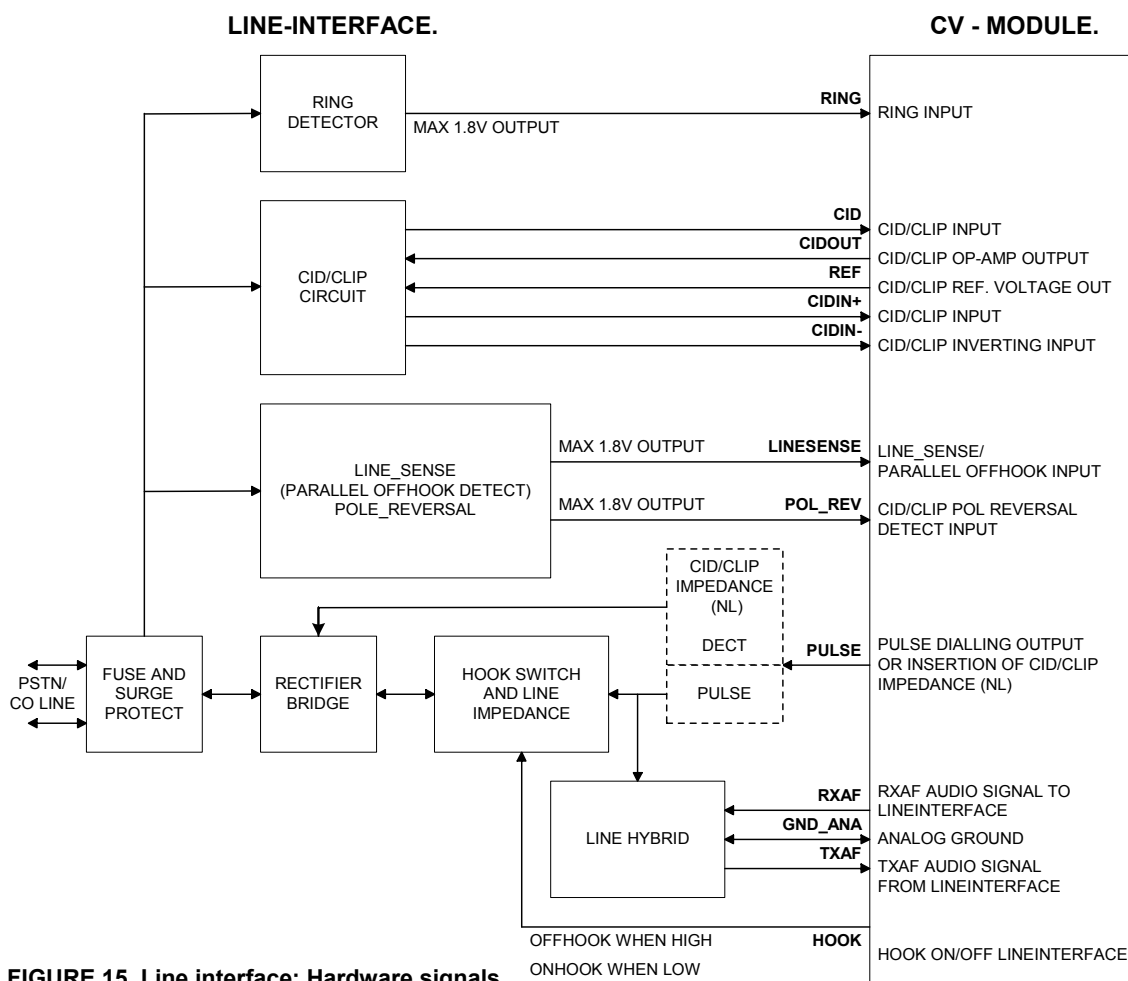 LINE-INTERFACE.
CV - MODULE.
RING
DETECTOR
MAX 1.8V OUTPUT
RING
RING INPUT
CID/CLIP
CIRCUIT
CID
CID/CLIP INPUT
CIDOUT
CID/CLIP OP-AMP OUTPUT
REF
CID/CLIP REF. VOLTAGE OUT
CIDIN+
CID/CLIP INPUT
CIDIN-
CID/CLIP INVERTING INPUT
LINE_SENSE
(PARALLEL OFFHOOK DETECT)
POLE_REVERSAL
MAX 1.8V OUTPUT
LINESENSE
LINE_SENSE/
PARALLEL OFFHOOK INPUT
MAX 1.8V OUTPUT
POL_REV
CID/CLIP POL REVERSAL
DETECT INPUT
CID/CLIP
IMPEDANCE
(NL)
DECT
PULSE
PULSE
PULSE DIALLING OUTPUT
OR INSERTION OF CID/CLIP
IMPEDANCE (NL)
PSTN/
CO LINE
FUSE AND
SURGE
PROTECT
RECTIFIER
BRIDGE
HOOK SWITCH
AND LINE
IMPEDANCE
LINE HYBRID
RXAF
RXAF AUDIO SIGNAL TO
LINEINTERFACE
GND_ANA
ANALOG GROUND
TXAF
TXAF AUDIO SIGNAL
FROM LINEINTERFACE
OFFHOOK WHEN HIGH
ONHOOK WHEN LOW
HOOK
HOOK ON/OFF LINEINTERFACE
FIGURE 15. Line interface: Hardware signals